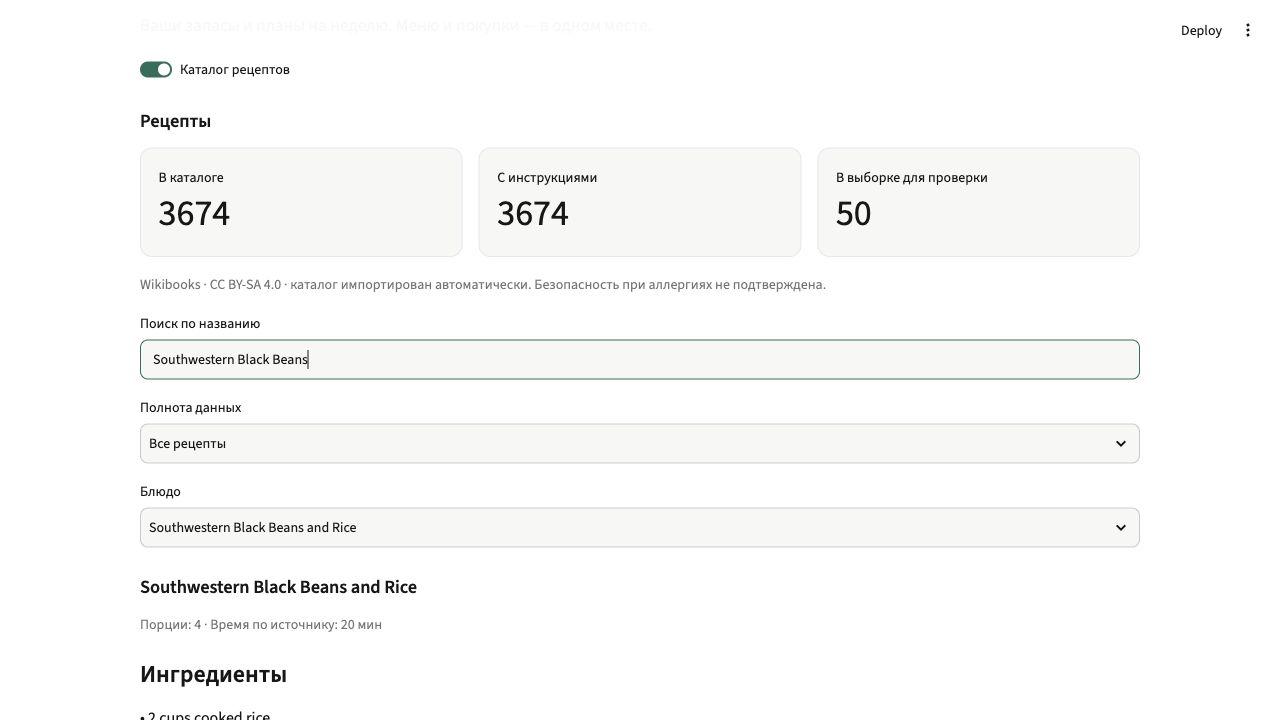 Ваши запасы и планы на неделю. Меню и покупки — в одном месте.
Deploy
Каталог рецептов
Рецепты
В каталоге
3674
С инструкциями
3674
В выборке для проверки
50
Wikibooks · CC BY-SA 4.0 · каталог импортирован автоматически. Безопасность при аллергиях не подтверждена.
Поиск по названию
Southwestern Black Beans
Полнота данных
Все рецепты
Блюдо
Southwestern Black Beans and Rice
Southwestern Black Beans and Rice
Порции: 4 · Время по источнику: 20 мин
Ингредиенты
• 2 cups cooked rice